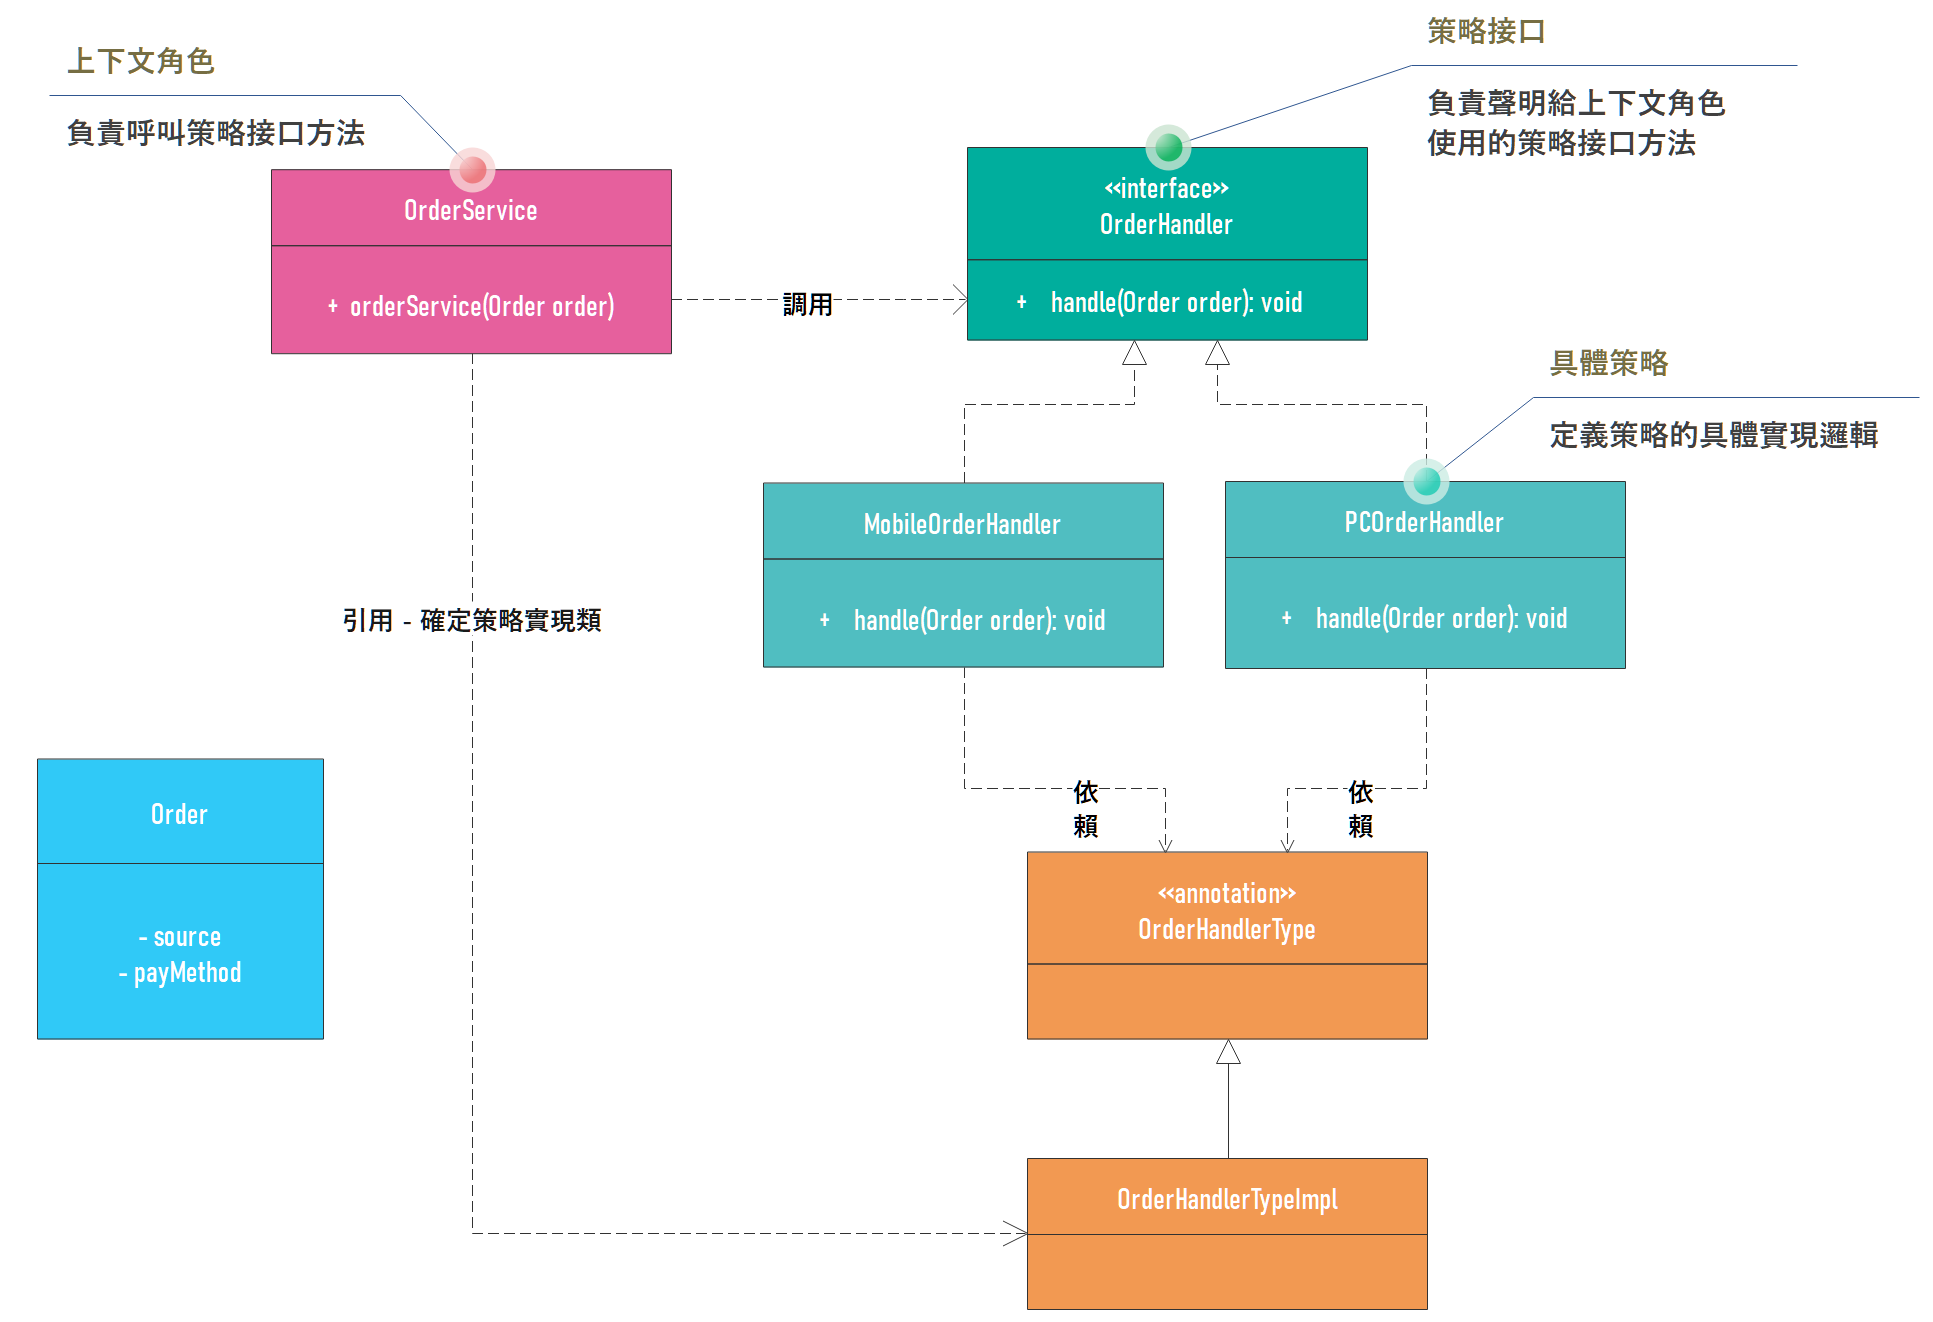 上下文角色
負責呼叫策略接口方法
策略接口
負責聲明給上下文角色
使用的策略接口方法
OrderService
+ orderService(Order order)
調用
<<interface>>
OrderHandler
+ handle(Order order): void
具體策略
定義策略的具體實現邏輯
MobileOrderHandler
+ handle(Order order): void
PCOrderHandler
+ handle(Order order): void
引用 - 確定策略實現類
Order
- source
- payMethod
依
賴
依
賴
<<annotation>>
OrderHandlerType
OrderHandlerTypeImpl